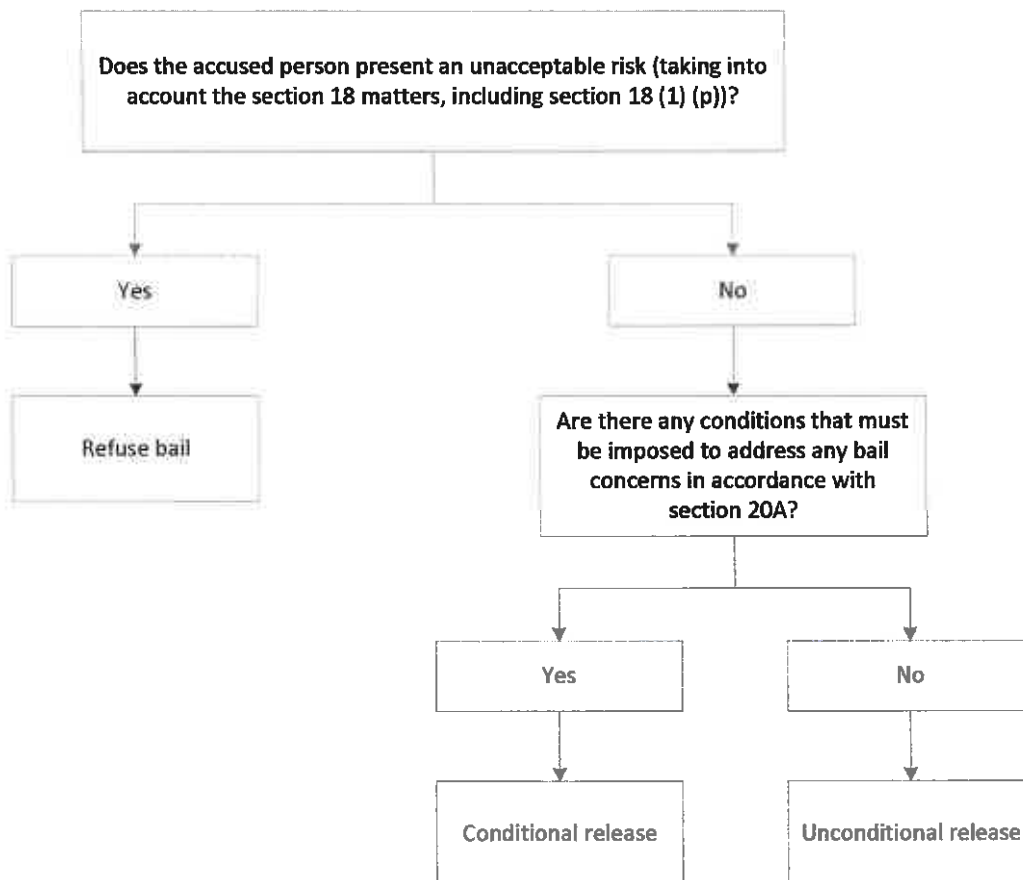 Does the accused person present an unacceptable risk (taking into
account the section 18 matters, including section 18 (1) (p))?
Yes
No
Refuse bail
Are there any conditions that must
be imposed to address any bail
concerns in accordance with
section 20A?
Yes
No
Conditional release
Unconditional release